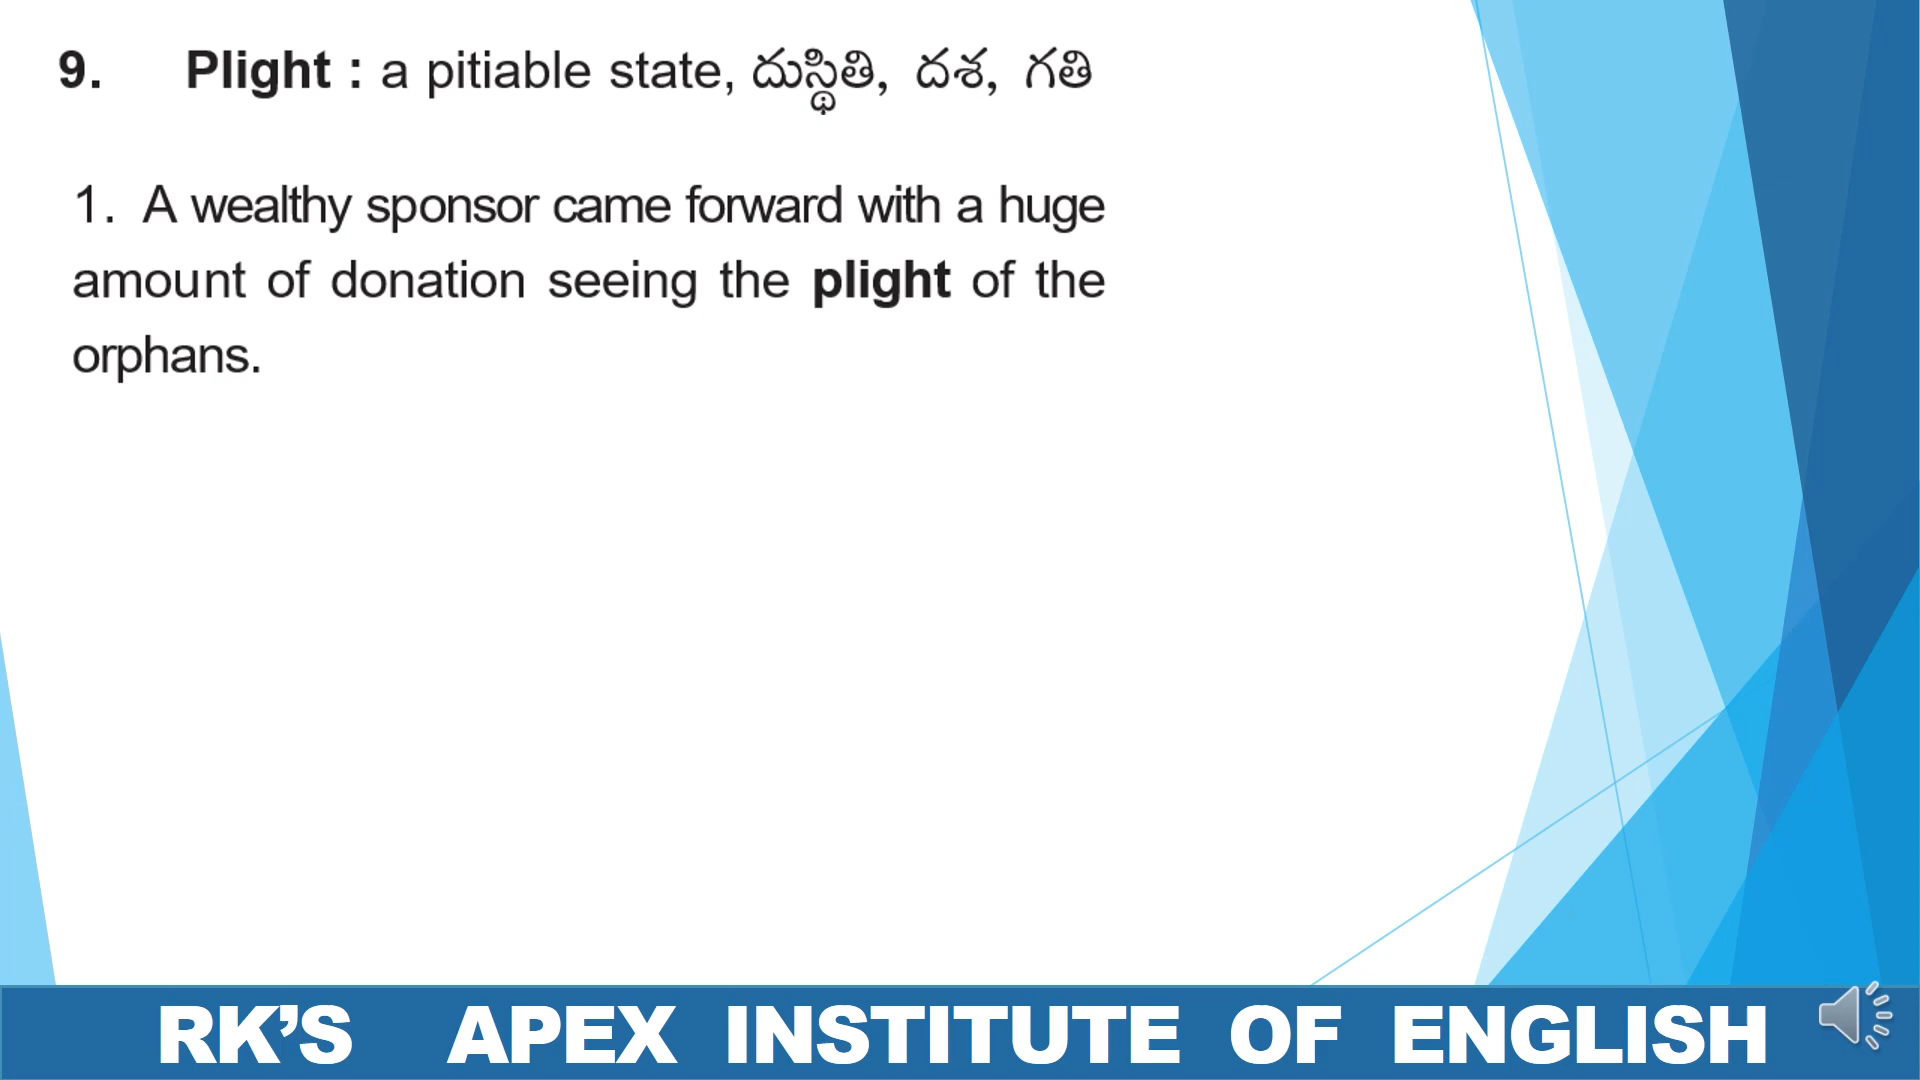 9. Plight : a pitiable state, దుస్థితి, దశ, గతి
1. A wealthy sponsor came forward with a huge
amount of donation seeing the plight of the
orphans.
RK’S APEX INSTITUTE OF ENGLISH